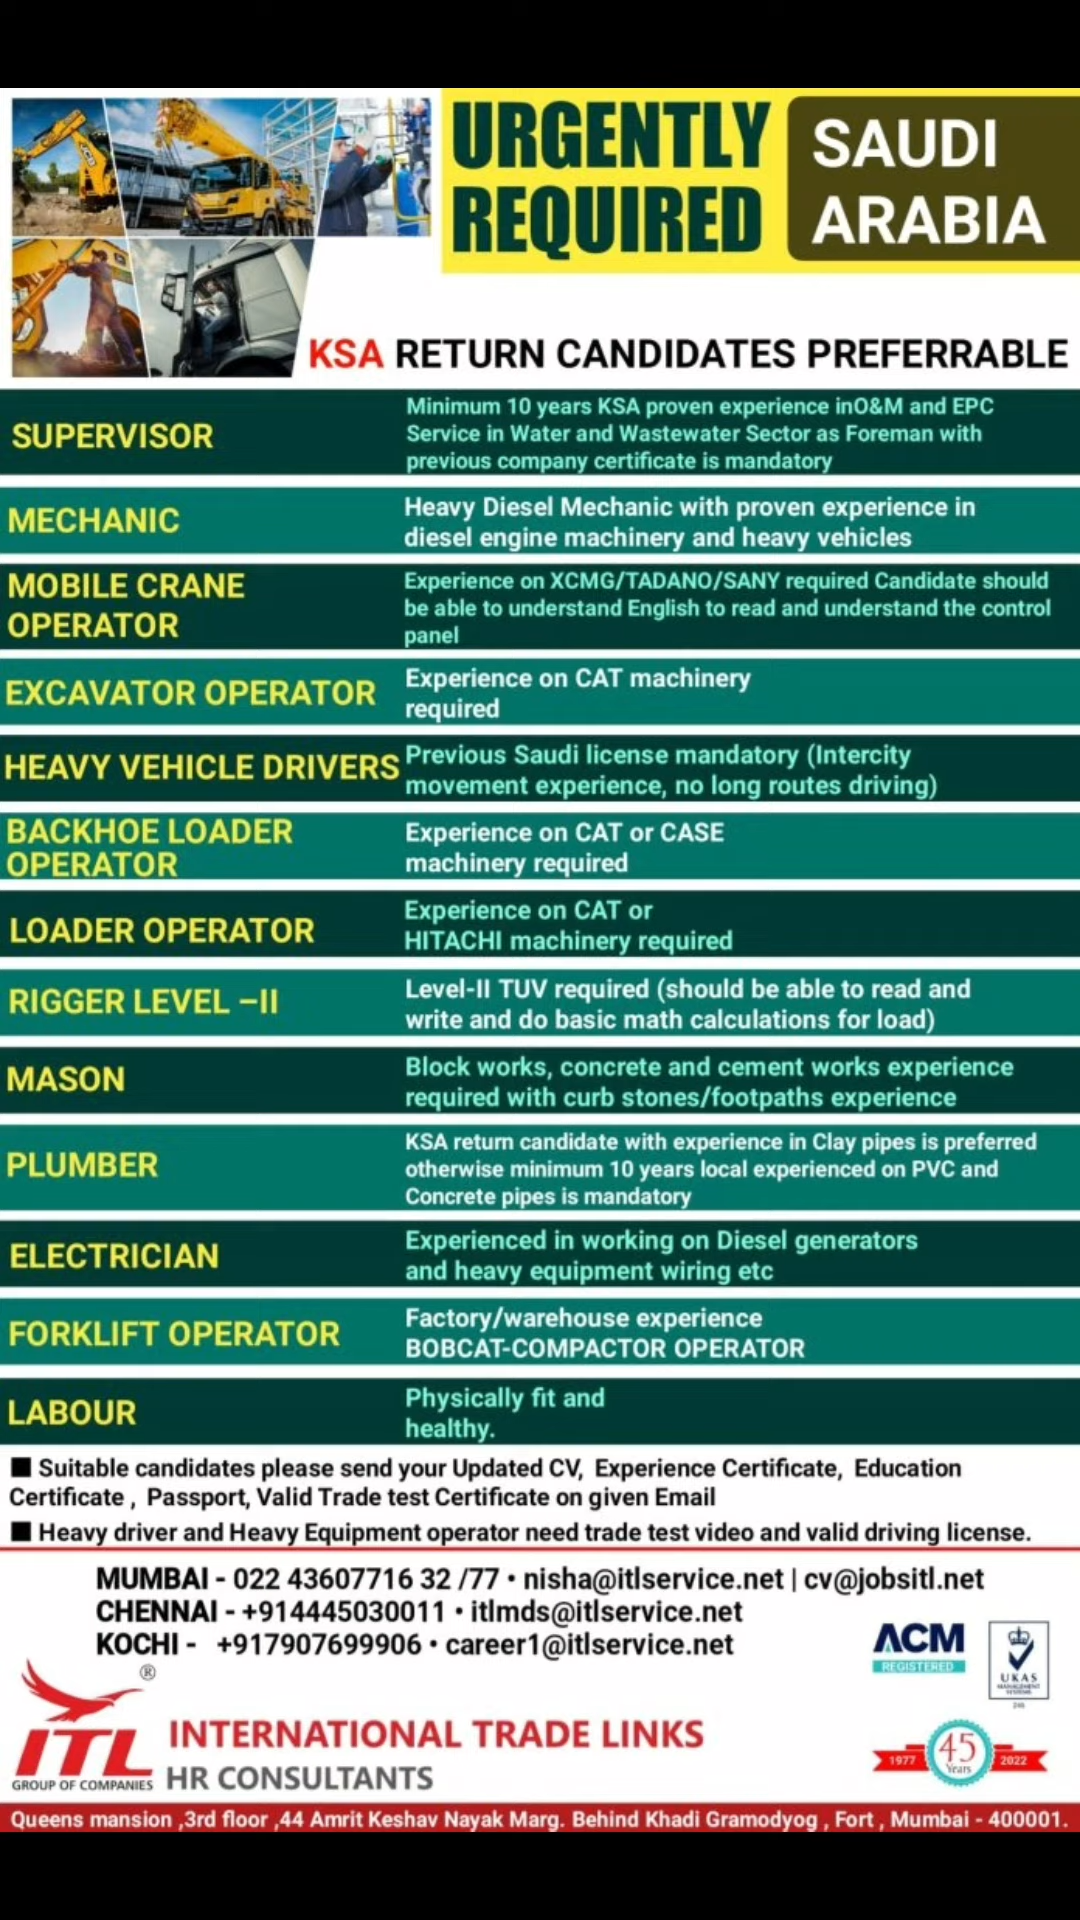 URGENTLY
REQUIRED
SAUDI
ARABIA
KSA RETURN CANDIDATES PREFERRABLE
SUPERVISOR
Minimum 10 years KSA proven experience inO&M and EPC
Service in Water and Wastewater Sector as Foreman with
previous company certificate is mandatory
MECHANIC
Heavy Diesel Mechanic with proven experience in
diesel engine machinery and heavy vehicles
MOBILE CRANE
OPERATOR
Experience on XCMG/TADANO/SANY required Candidate should
be able to understand English to read and understand the control
panel
EXCAVATOR OPERATOR
Experience on CAT machinery
required
HEAVY VEHICLE DRIVERS
Previous Saudi license mandatory (Intercity
movement experience, no long routes driving)
BACKHOE LOADER
OPERATOR
Experience on CAT or CASE
machinery required
LOADER OPERATOR
Experience on CAT or
HITACHI machinery required
RIGGER LEVEL –II
Level-II TUV required (should be able to read and
write and do basic math calculations for load)
MASON
Block works, concrete and cement works experience
required with curb stones/footpaths experience
PLUMBER
KSA return candidate with experience in Clay pipes is preferred
otherwise minimum 10 years local experienced on PVC and
Concrete pipes is mandatory
ELECTRICIAN
Experienced in working on Diesel generators
and heavy equipment wiring etc
FORKLIFT OPERATOR
Factory/warehouse experience
BOBCAT-COMPACTOR OPERATOR
LABOUR
Physically fit and
healthy.
■ Suitable candidates please send your Updated CV, Experience Certificate, Education
Certificate , Passport, Valid Trade test Certificate on given Email
■ Heavy driver and Heavy Equipment operator need trade test video and valid driving license.
MUMBAI - 022 43607716 32 /77 • nisha@itlservice.net | cv@jobsitl.net
CHENNAI - +914445030011 • itlmds@itlservice.net
KOCHI - +917907699906 • career1@itlservice.net
ACM
REGISTERED
UKAS
MANAGEMENT
SYSTEMS
®
ITL
GROUP OF COMPANIES
INTERNATIONAL TRADE LINKS
HR CONSULTANTS
1977
45
Years
2022
Queens mansion ,3rd floor ,44 Amrit Keshav Nayak Marg. Behind Khadi Gramodyog , Fort , Mumbai - 400001.